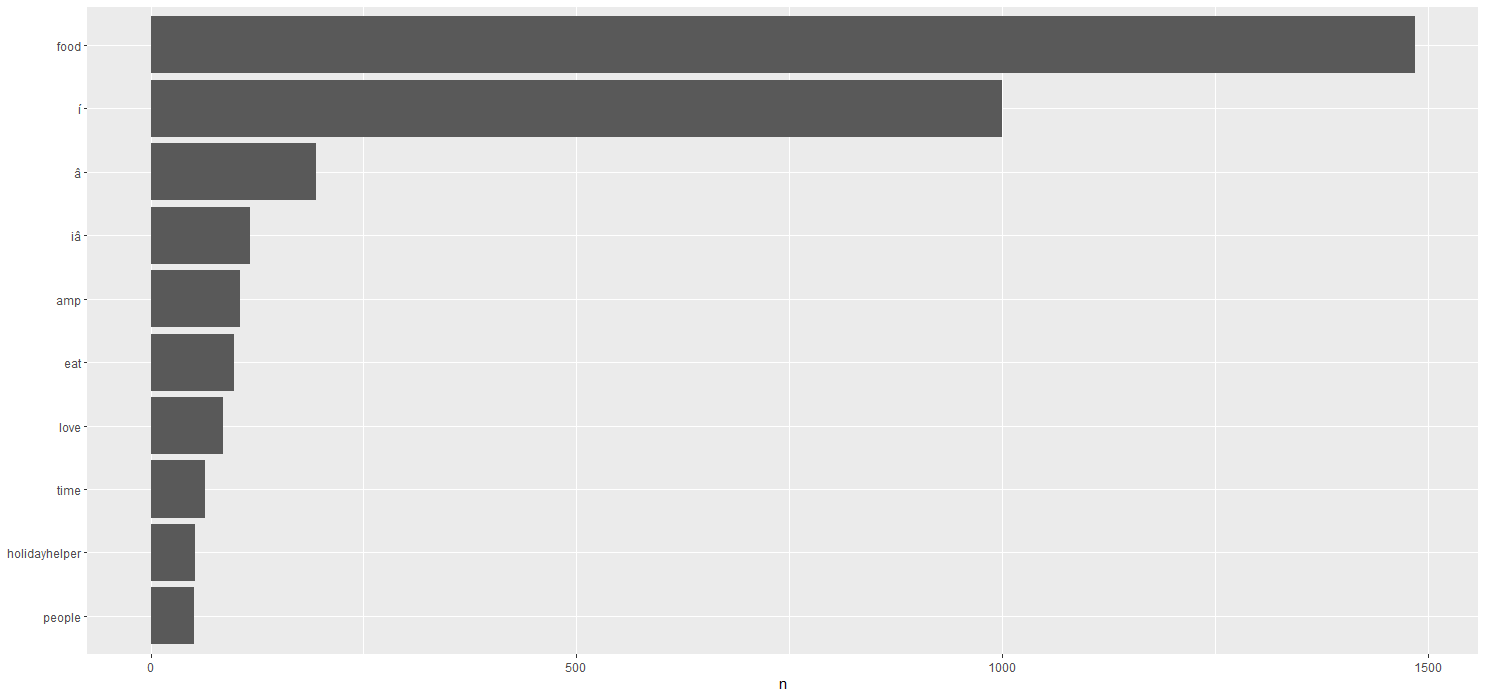 food
í
â
iâ
amp
eat
love
time
holidayhelper
people
0 500 1000 1500
n